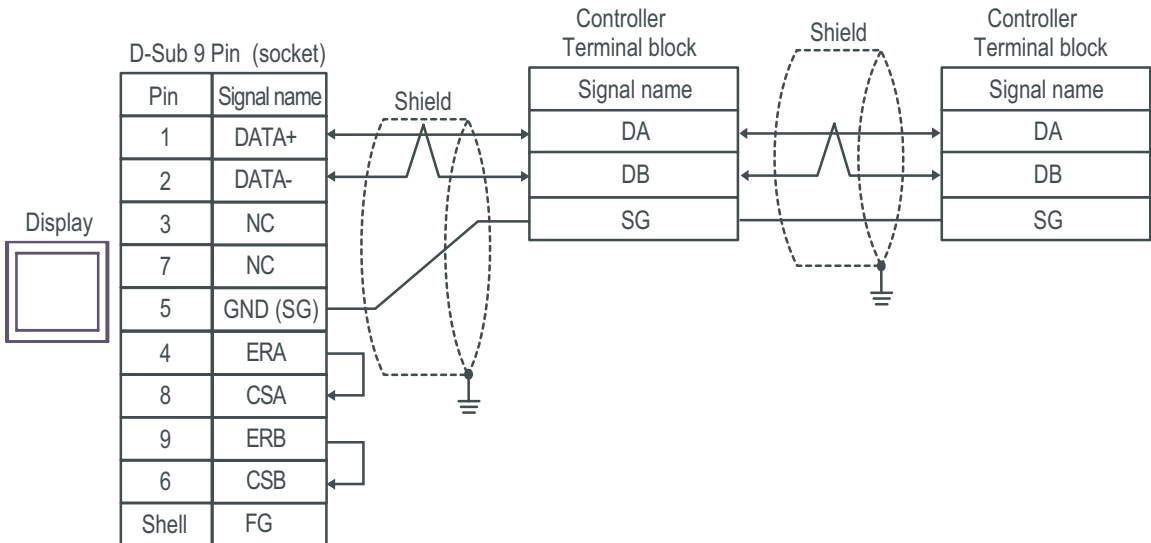 Display
D-Sub 9 Pin (socket)
Pin Signal name
1 DATA+
2 DATA-
3 NC
7 NC
5 GND (SG)
4 ERA
8 CSA
9 ERB
6 CSB
Shell FG
Shield
Controller
Terminal block
Signal name
DA
DB
SG
Shield
Controller
Terminal block
Signal name
DA
DB
SG